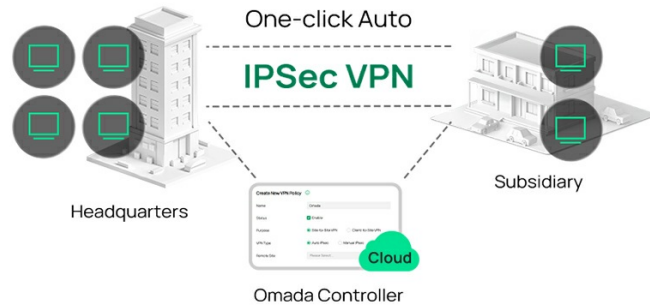 One-click Auto
IPSec VPN
Headquarters
Subsidiary
Create New VPN Policy
Name
Omada
Status
Enable
Purpose
Site-to-Site VPN
Client-to-Site VPN
VPN Type
Auto IPsec
Manual IPsec
Remote Site
Please Select...
Cloud
Omada Controller